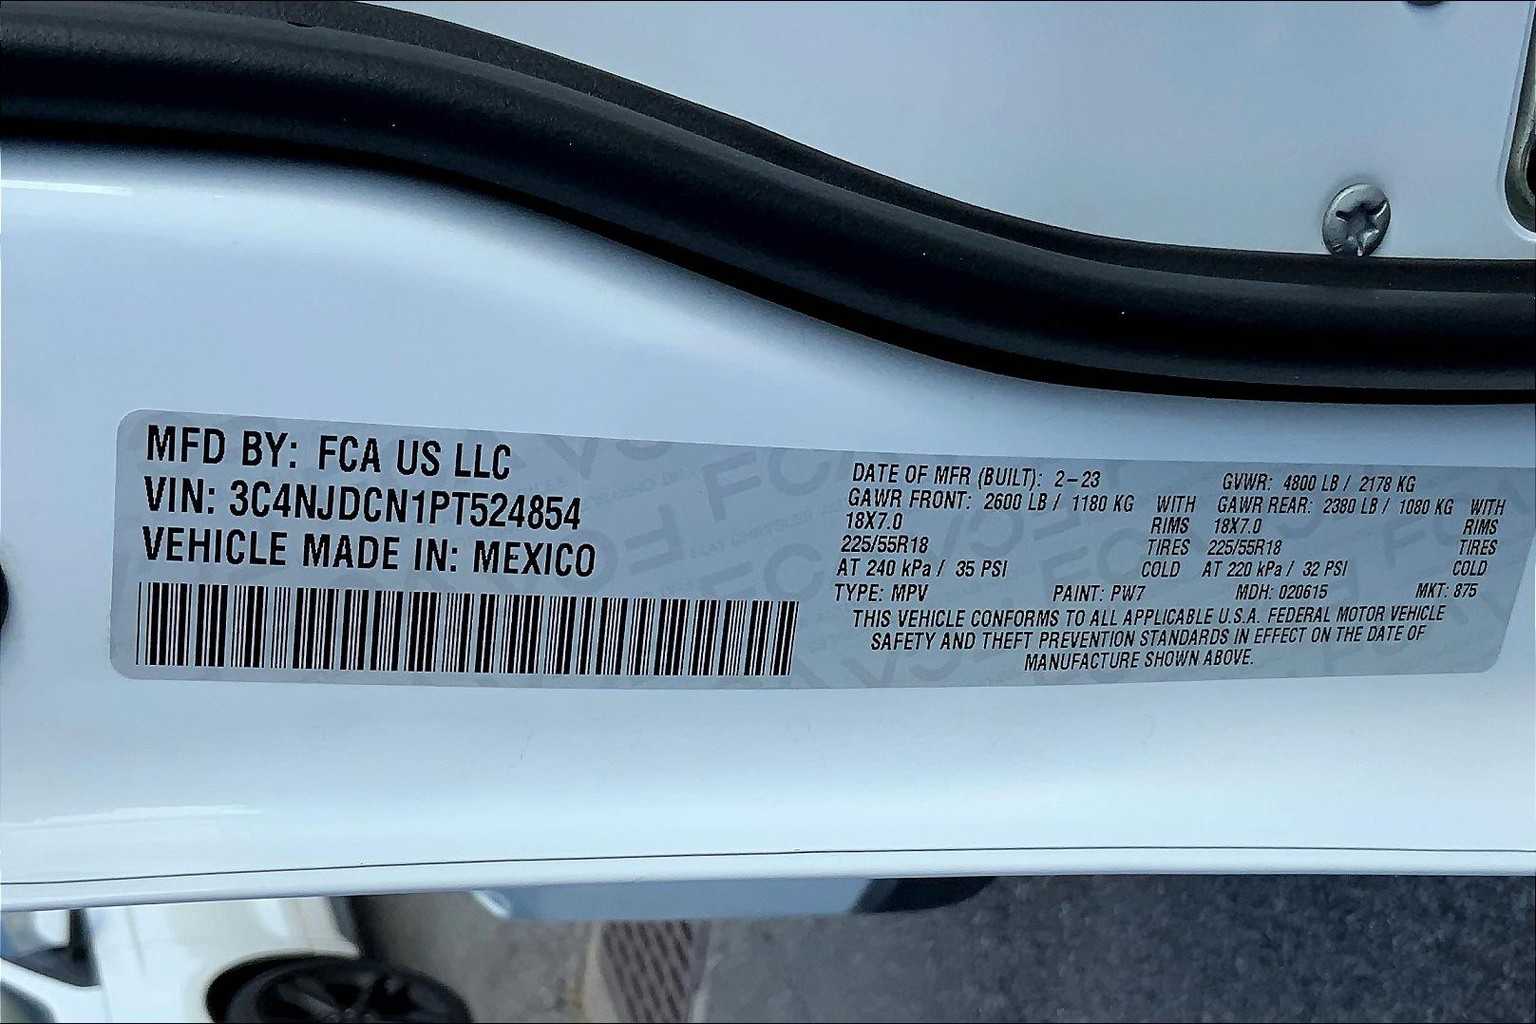 MFD BY: FCA US LLC
VIN: 3C4NJDCN1PT524854
VEHICLE MADE IN: MEXICO
DATE OF MFR (BUILT): 2-23 GVWR: 4800 LB / 2178 KG
GAWR FRONT: 2600 LB / 1180 KG WITH GAWR REAR: 2380 LB / 1080 KG WITH
18X7.0 RIMS 18X7.0 RIMS
225/55R18 TIRES 225/55R18 TIRES
AT 240 kPa / 35 PSI COLD AT 220 kPa / 32 PSI COLD
TYPE: MPV PAINT: PW7 MDH: 020615 MKT: 875
THIS VEHICLE CONFORMS TO ALL APPLICABLE U.S.A. FEDERAL MOTOR VEHICLE
SAFETY AND THEFT PREVENTION STANDARDS IN EFFECT ON THE DATE OF
MANUFACTURE SHOWN ABOVE.